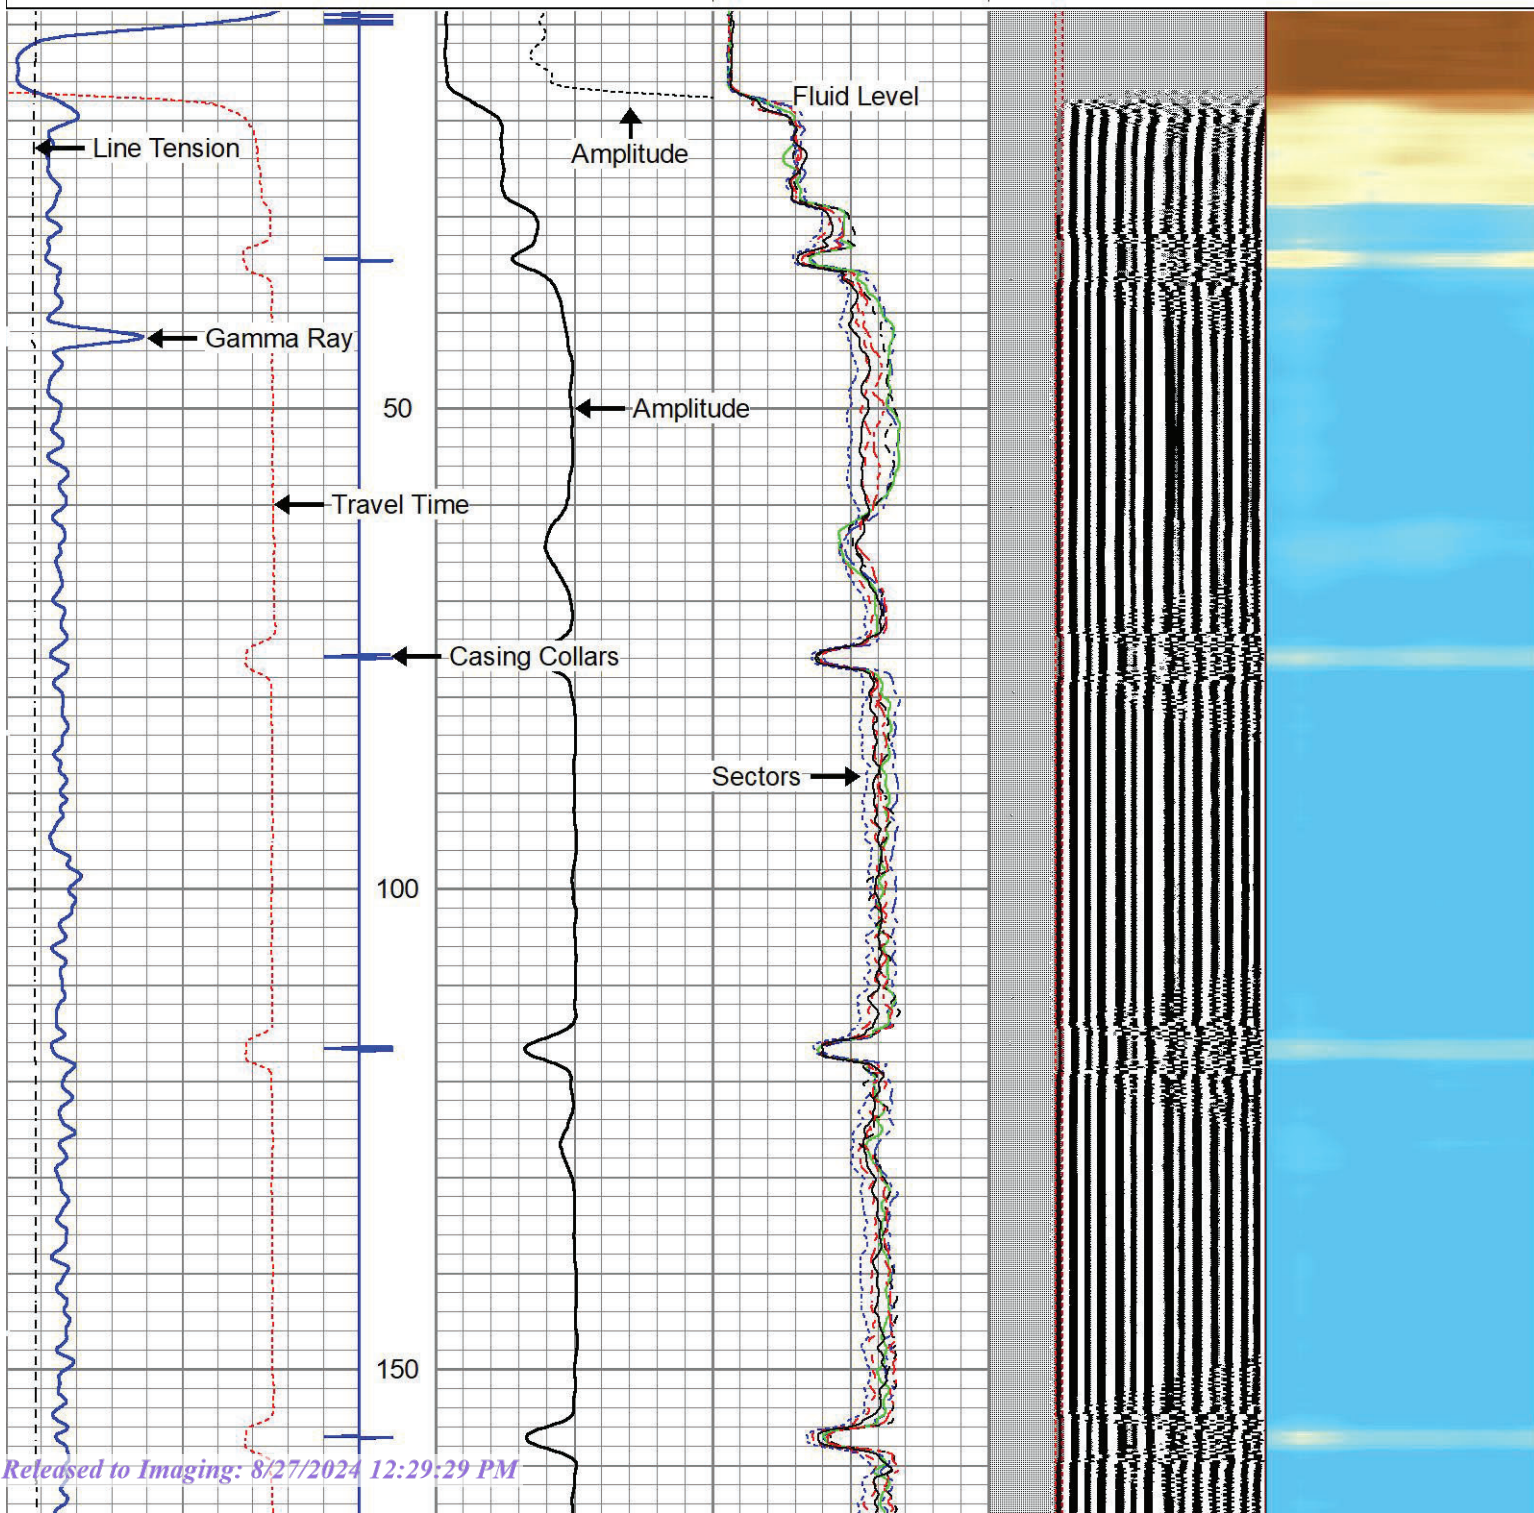 Fluid Level
Line Tension
Amplitude
Gamma Ray
50
Amplitude
Travel Time
Casing Collars
Sectors
100
150
Released to Imaging: 8/27/2024 12:29:29 PM